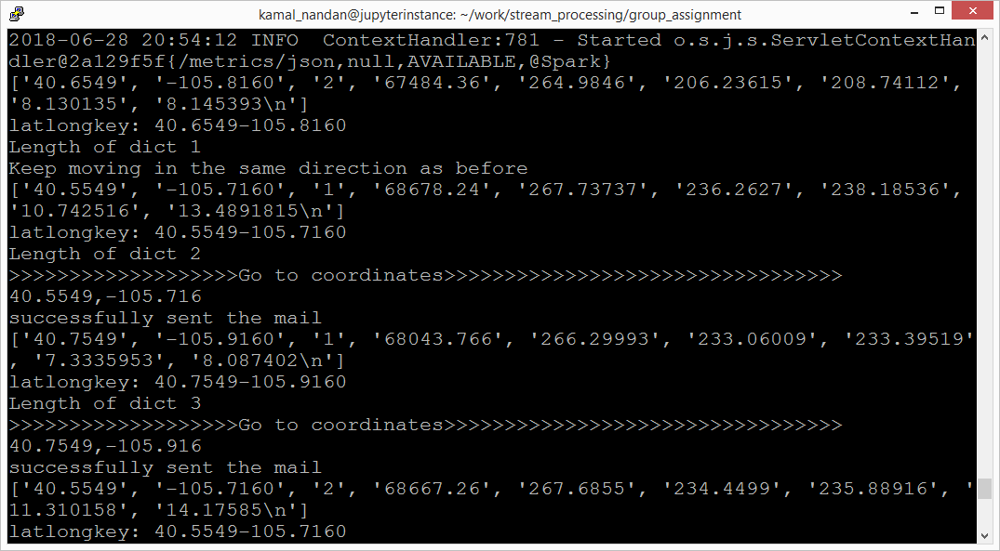 kamal_nandan@jupyterinstance: ~/work/stream_processing/group_assignment
2018-06-28 20:54:12 INFO  ContextHandler:781 - Started o.s.j.s.ServletContextHan
dler@2a129f5f{/metrics/json,null,AVAILABLE,@Spark}
['40.6549', '-105.8160', '2', '67484.36', '264.9846', '206.23615', '208.74112',
'8.130135', '8.145393\n']
latlongkey: 40.6549-105.8160
Length of dict 1
Keep moving in the same direction as before
['40.5549', '-105.7160', '1', '68678.24', '267.73737', '236.2627', '238.18536',
'10.742516', '13.4891815\n']
latlongkey: 40.5549-105.7160
Length of dict 2
>>>>>>>>>>>>>>>>>>>Go to coordinates>>>>>>>>>>>>>>>>>>>>>>>>>>>>>>>>>
40.5549,-105.716
successfully sent the mail
['40.7549', '-105.9160', '1', '68043.766', '266.29993', '233.06009', '233.39519'
, '7.3335953', '8.087402\n']
latlongkey: 40.7549-105.9160
Length of dict 3
>>>>>>>>>>>>>>>>>>>Go to coordinates>>>>>>>>>>>>>>>>>>>>>>>>>>>>>>>>>
40.7549,-105.916
successfully sent the mail
['40.5549', '-105.7160', '2', '68667.26', '267.6855', '234.4499', '235.88916', '
11.310158', '14.17585\n']
latlongkey: 40.5549-105.7160